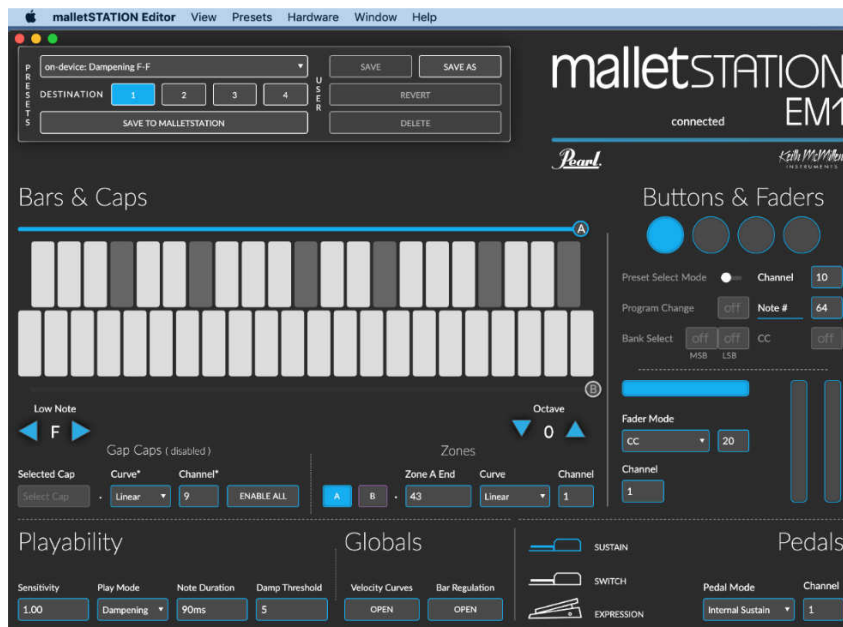 malletSTATION Editor View Presets Hardware Window Help
PRESETS
on-device: Dampening F-F
DESTINATION 1 2 3 4
SAVE TO MALLETSTATION
USER
SAVE SAVE AS
REVERT
DELETE
malletSTATION
EM1
connected
Pearl.
Keith McMillen
INSTRUMENTS
Bars & Caps
A
B
Low Note
F
Octave
0
Gap Caps ( disabled )
Selected Cap Curve* Channel*
Select Cap Linear 9 ENABLE ALL
Zones
Zone A End Curve Channel
A B 43 Linear 1
Buttons & Faders
Preset Select Mode Channel 10
Program Change off Note # 64
Bank Select off off CC off
MSB LSB
Fader Mode
CC 20
Channel
1
Playability
Sensitivity Play Mode Note Duration Damp Threshold
1.00 Dampening 90ms 5
Globals
Velocity Curves Bar Regulation
OPEN OPEN
SUSTAIN
SWITCH
EXPRESSION
Pedals
Pedal Mode Channel
Internal Sustain 1